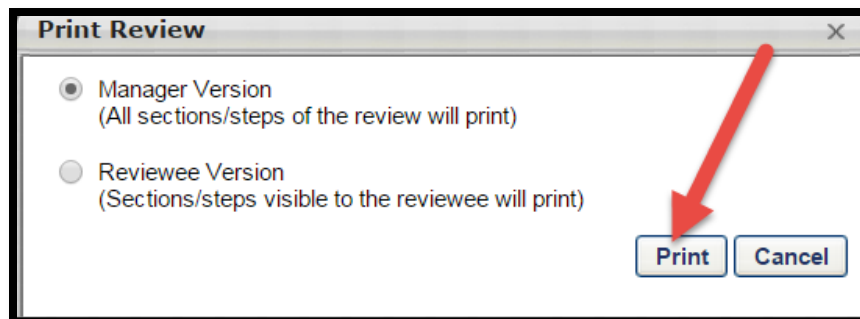 Print Review
Manager Version
(All sections/steps of the review will print)
Reviewee Version
(Sections/steps visible to the reviewee will print)
Print Cancel